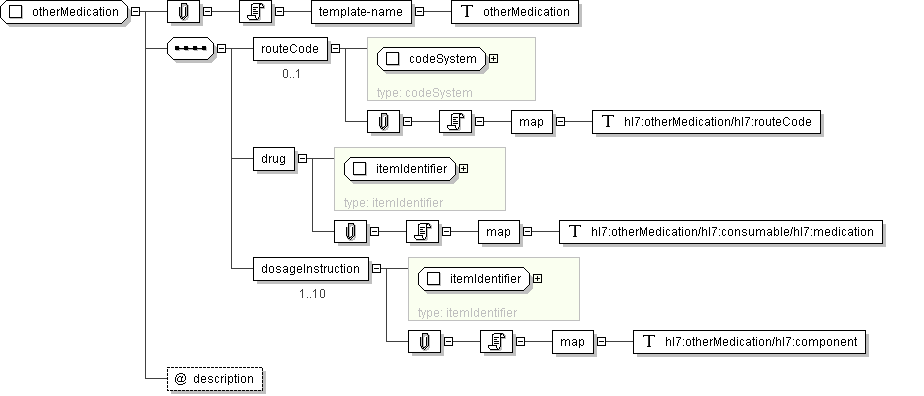 otherMedication template-name T otherMedication
routeCode codeSystem
0..1
type: codeSystem
map T hl7:otherMedication/hl7:routeCode
drug itemIdentifier
type: itemIdentifier
map T hl7:otherMedication/hl7:consumable/hl7:medication
dosageInstruction itemIdentifier
1..10
type: itemIdentifier
map T hl7:otherMedication/hl7:component
@ description